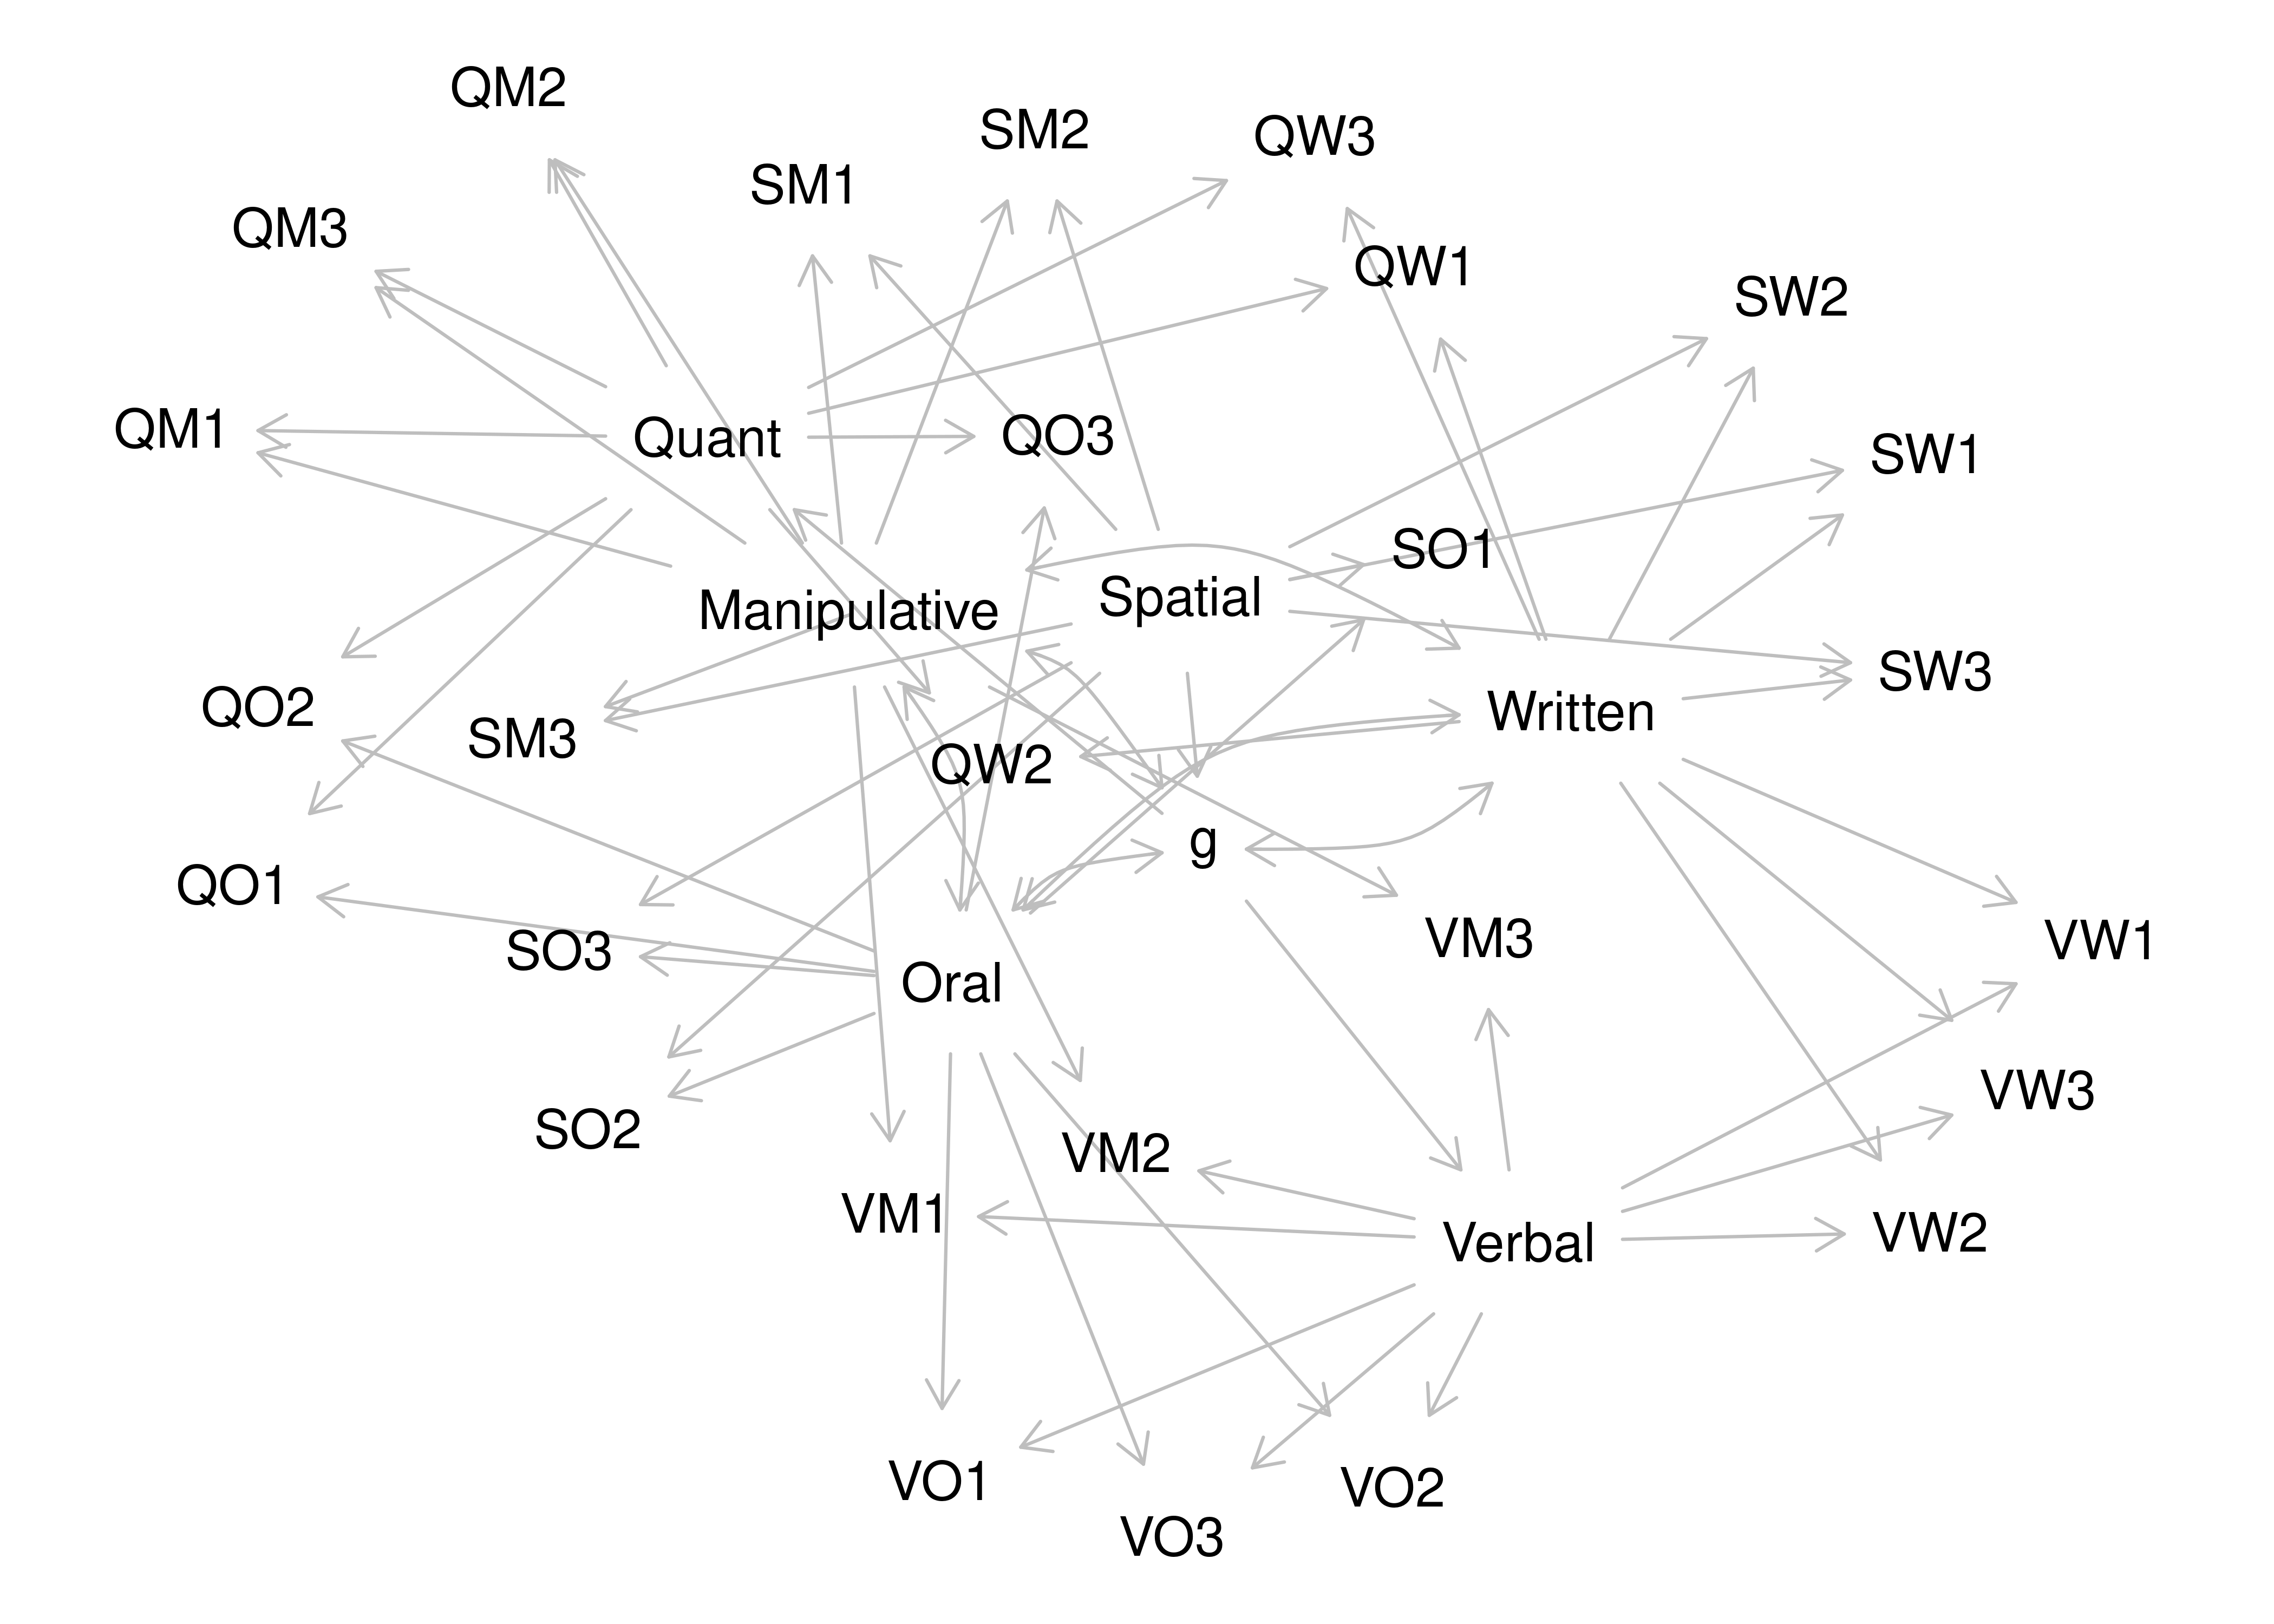 QM2
SM2
QW3
SM1
QM3
QW1
SW2
QM1
Quant
QO3
SW1
SO1
Manipulative
Spatial
SW3
QO2
SM3
Written
QW2
g
QO1
VM3
VW1
SO3
Oral
VW3
SO2
VM2
VM1
Verbal
VW2
VO1
VO2
VO3